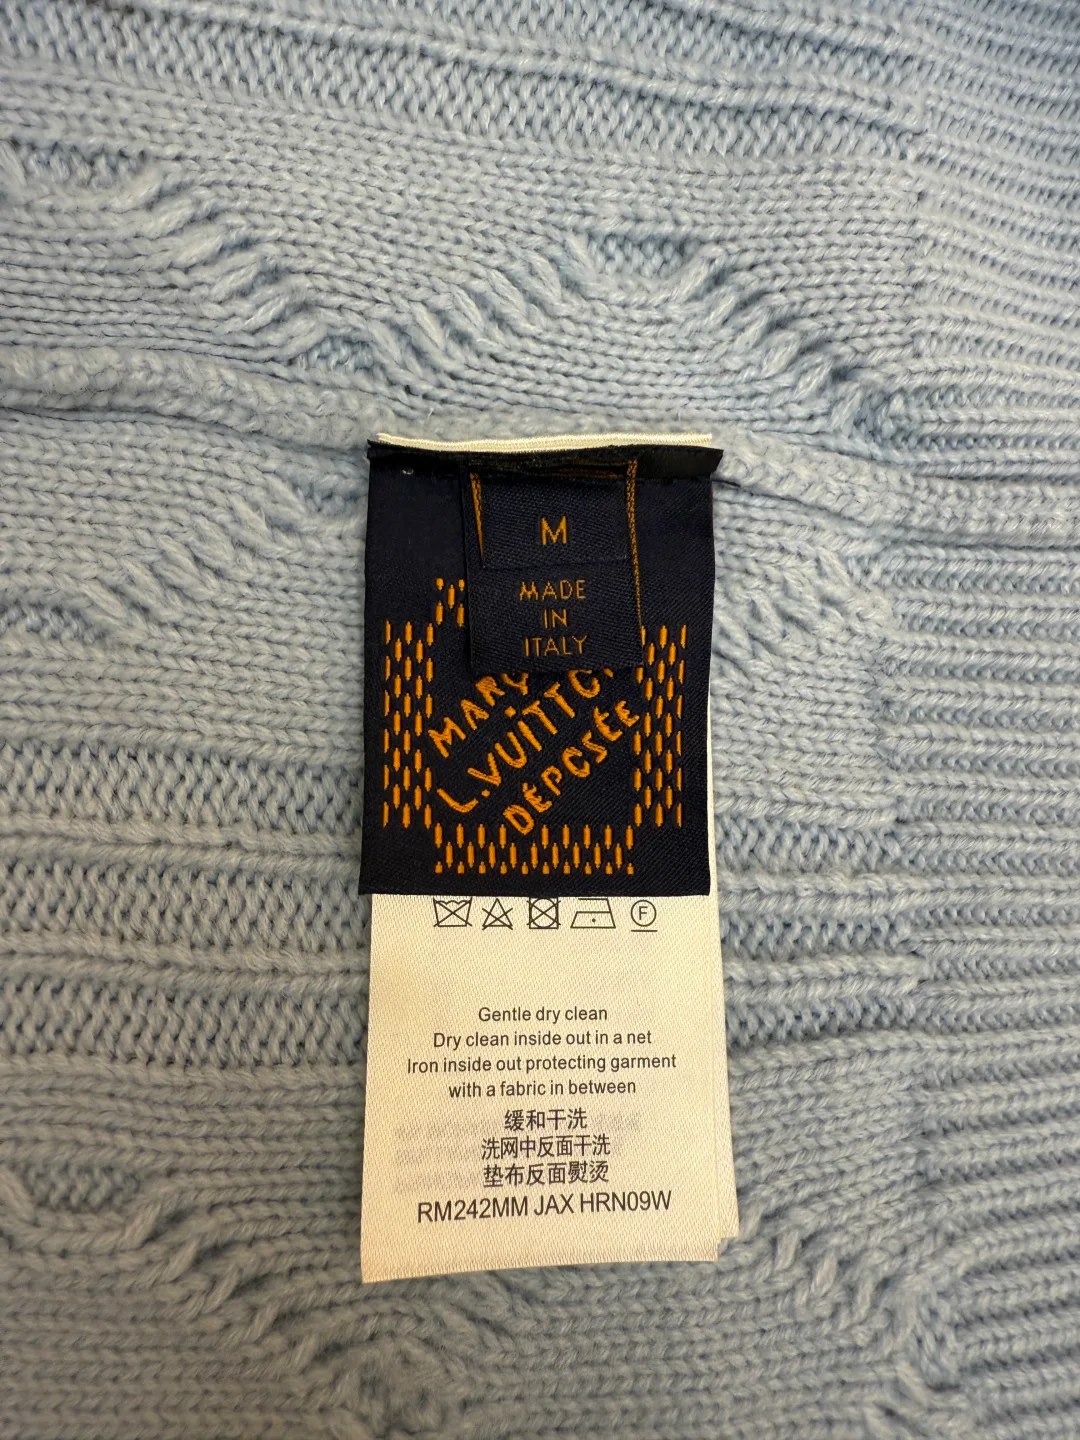 M
MADE
IN
ITALY
L.VUITTO
DÉPOSÉE
F
Gentle dry clean
Dry clean inside out in a net
Iron inside out protecting garment
with a fabric in between
缓和干洗
洗网中反面干洗
垫布反面熨烫
RM242MM JAX HRN09W